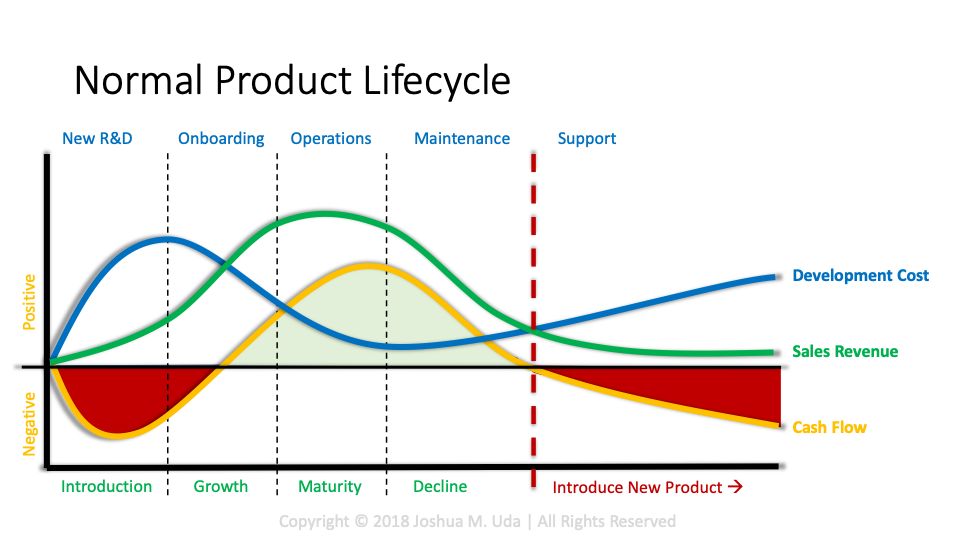 Normal Product Lifecycle
New R&D Onboarding Operations Maintenance Support
Positive
Negative
Development Cost
Sales Revenue
Cash Flow
Introduction Growth Maturity Decline Introduce New Product →
Copyright © 2018 Joshua M. Uda | All Rights Reserved